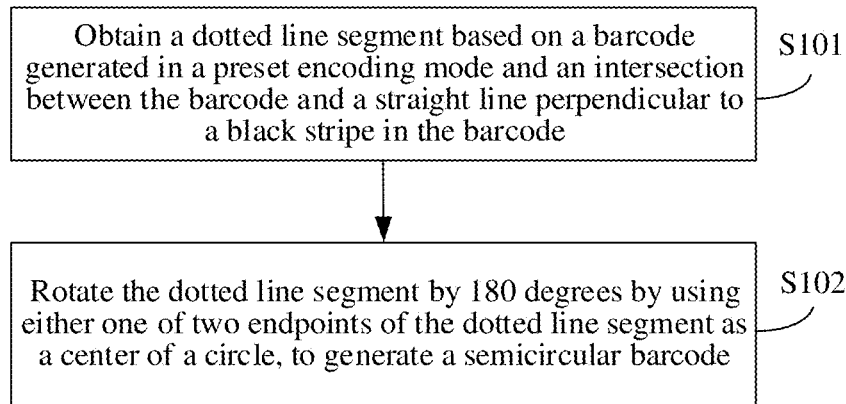 Obtain a dotted line segment based on a barcode
generated in a preset encoding mode and an intersection
between the barcode and a straight line perpendicular to
a black stripe in the barcode
S101
Rotate the dotted line segment by 180 degrees by using
either one of two endpoints of the dotted line segment as
a center of a circle, to generate a semicircular barcode
S102